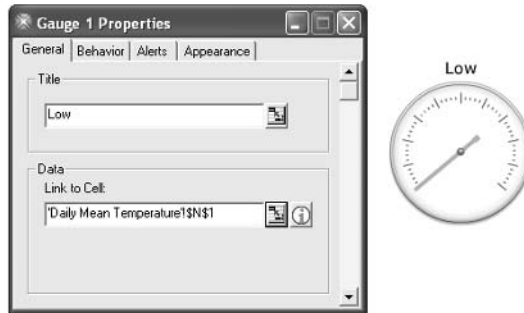 Gauge 1 Properties
General Behavior Alerts Appearance
Title
Low
Data
Link to Cell:
'Daily Mean Temperature'!$N$1
Low